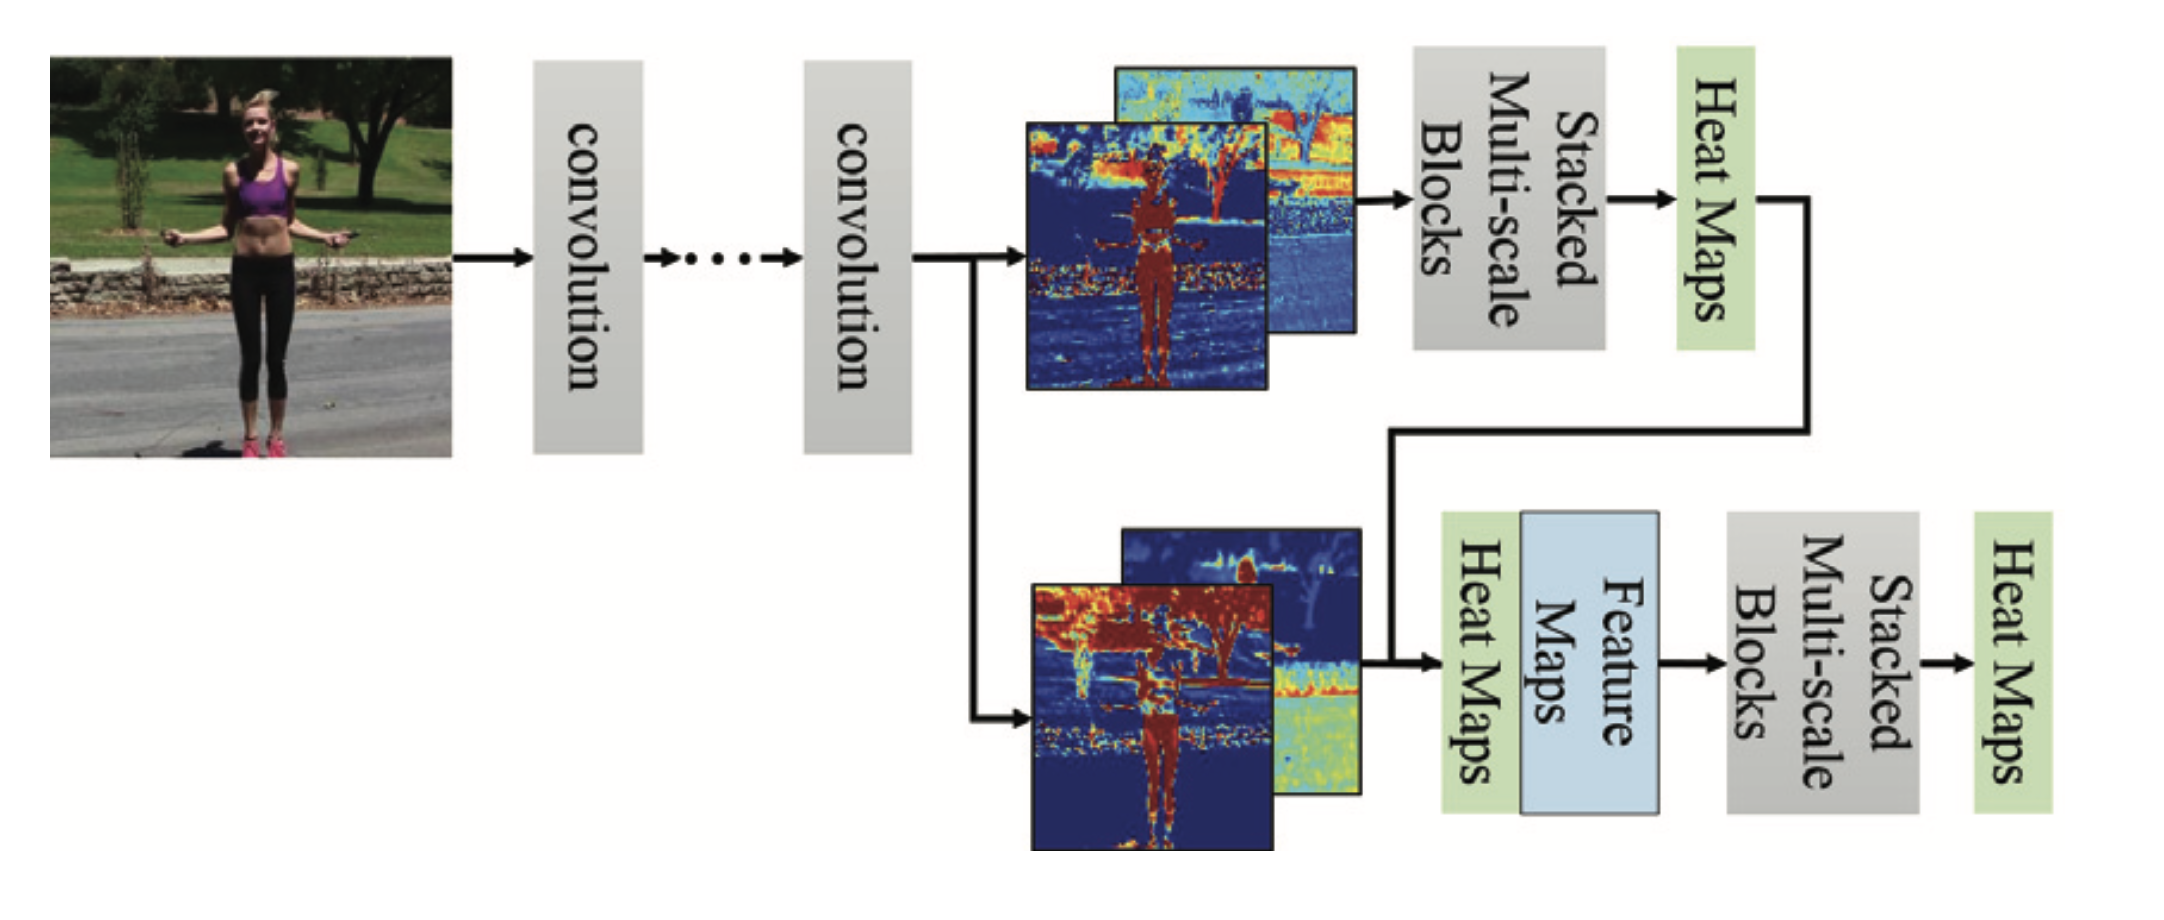 convolution
convolution
Stacked
Multi-scale
Blocks
Heat Maps
Heat Maps
Feature
Maps
Stacked
Multi-scale
Blocks
Heat Maps